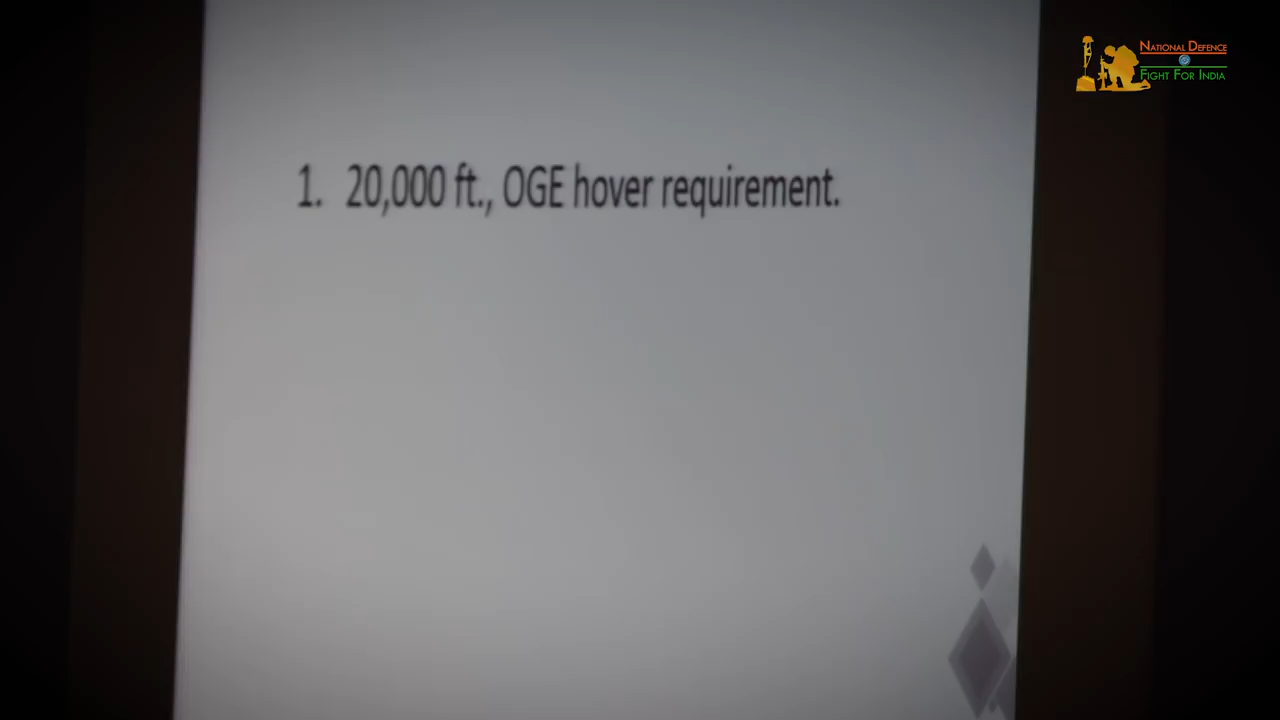 NATIONAL DEFENCE
FIGHT FOR INDIA
1. 20,000 ft., OGE hover requirement.